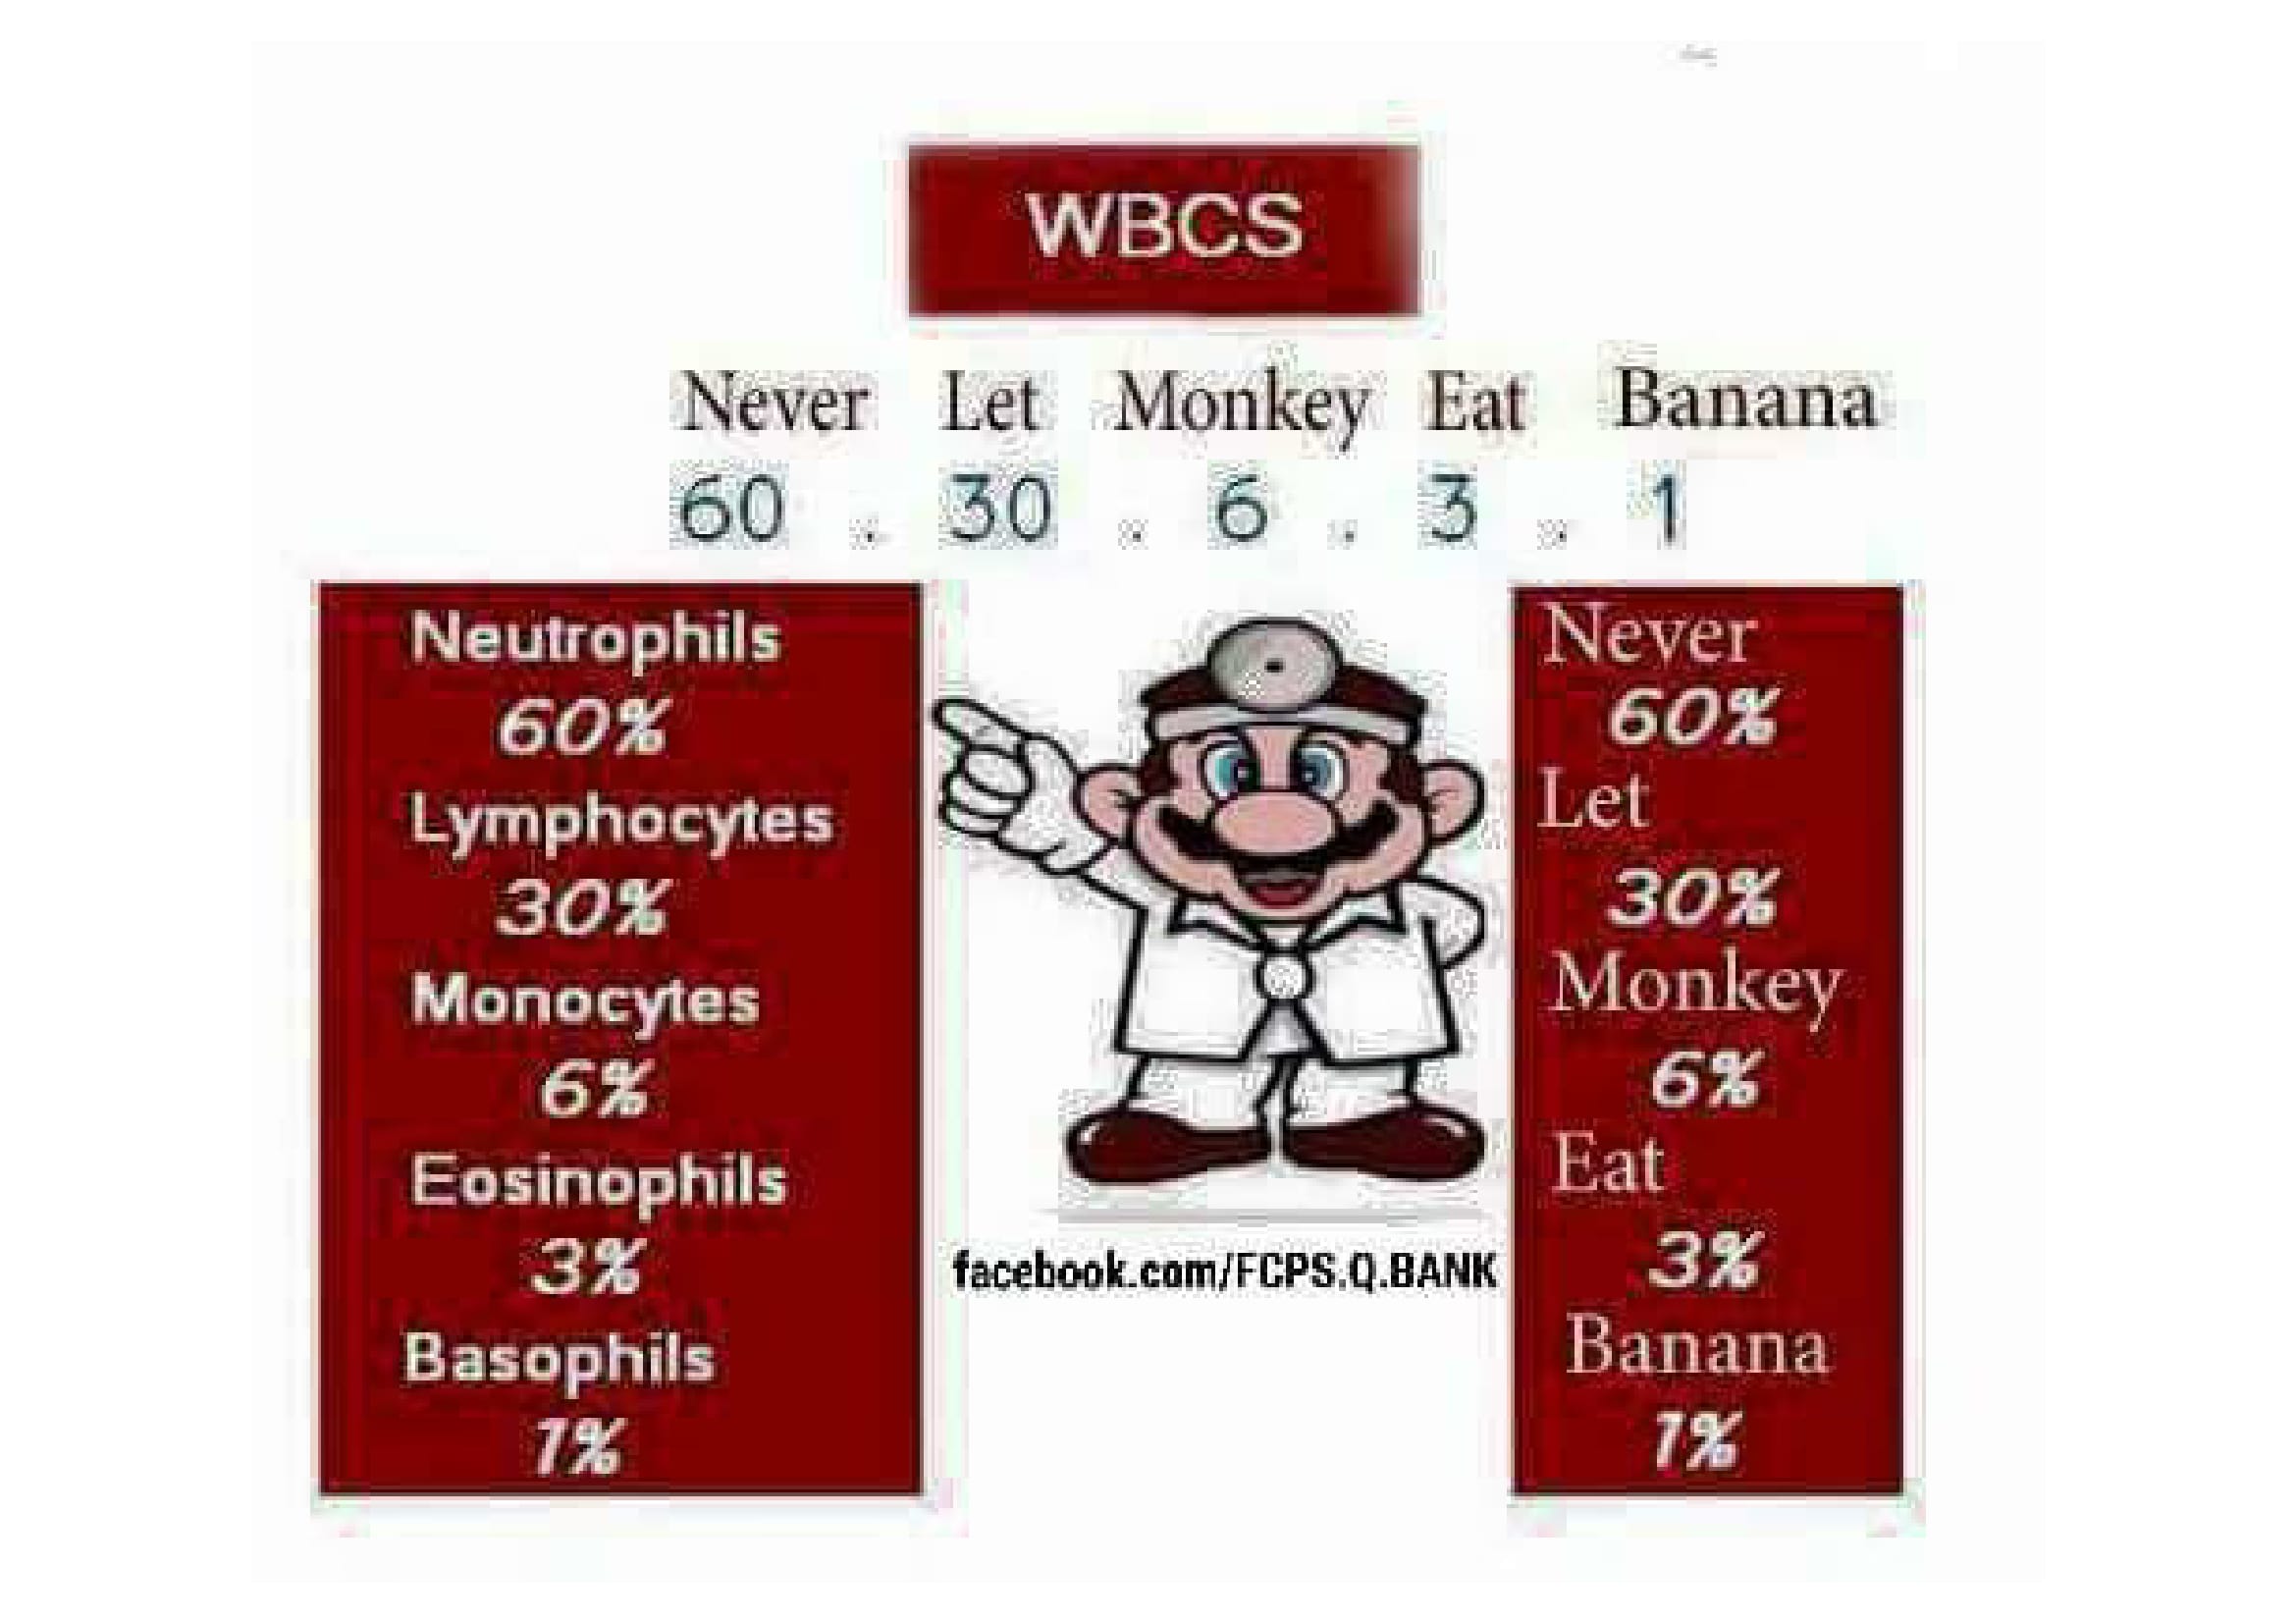 WBCS
Never Let Monkey Eat Banana
60 . 30 . 6 . 3 . 1
Neutrophils
60%
Lymphocytes
30%
Monocytes
6%
Eosinophils
3%
Basophils
1%
facebook.com/FCPS.Q.BANK
Never
60%
Let
30%
Monkey
6%
Eat
3%
Banana
1%